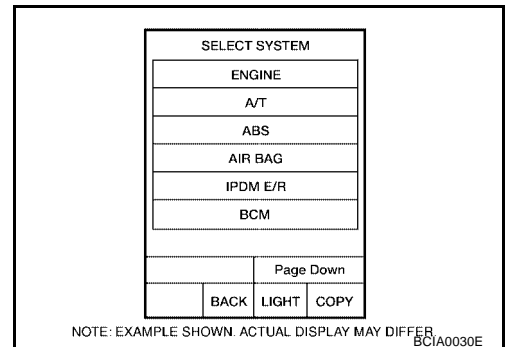 SELECT SYSTEM
ENGINE
A/T
ABS
AIR BAG
IPDM E/R
BCM
Page Down
BACK LIGHT COPY
NOTE: EXAMPLE SHOWN. ACTUAL DISPLAY MAY DIFFER.
BCIA0030E